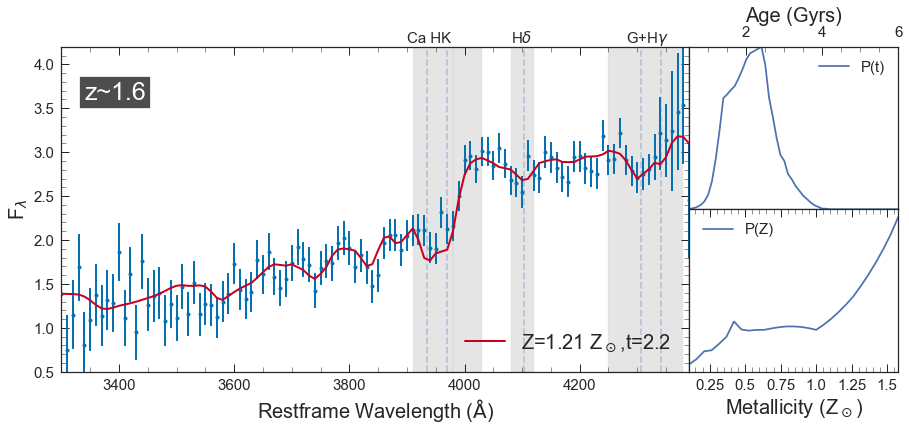 Age (Gyrs)
Ca HK Hδ G+Hγ 2 4 6
z~1.6
P(t)
P(Z)
Z=1.21 Z⊙,t=2.2
F_λ
4.0
3.5
3.0
2.5
2.0
1.5
1.0
0.5
3400 3600 3800 4000 4200
0.25 0.5 0.75 1.0 1.25 1.5
Restframe Wavelength (Å)
Metallicity (Z⊙)